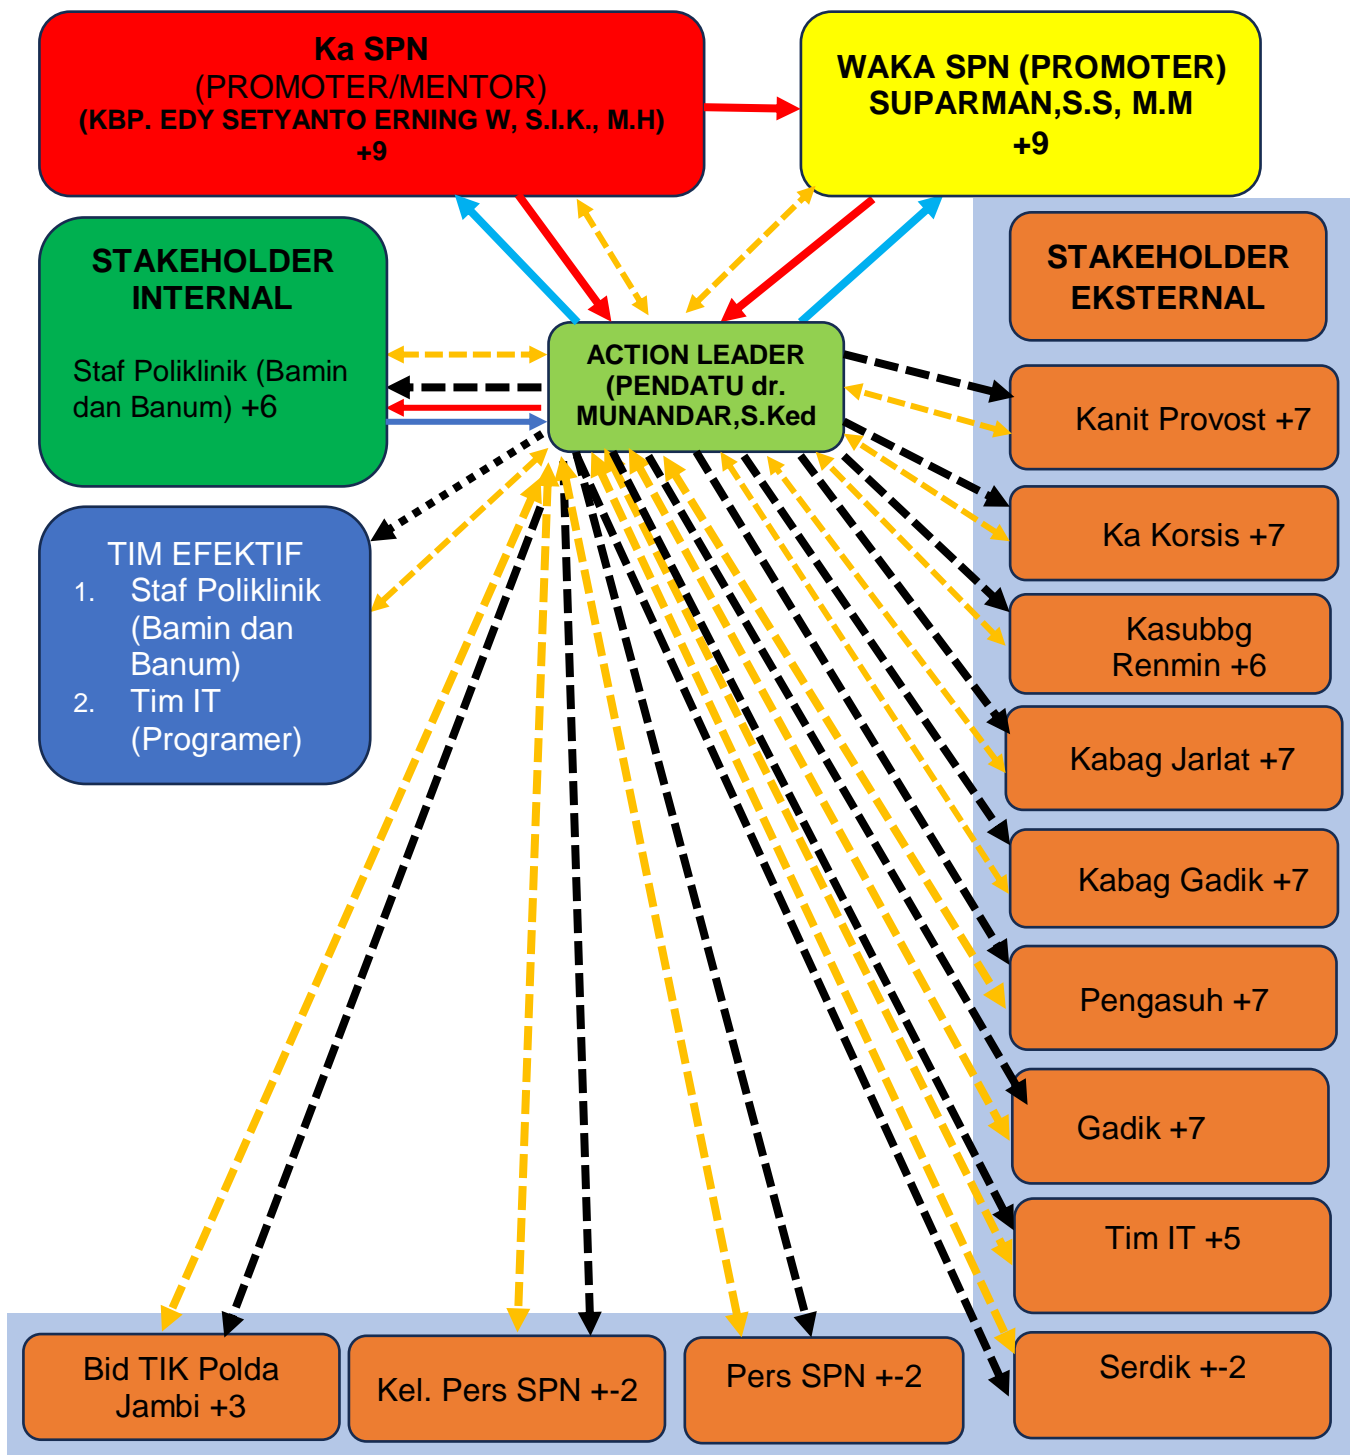 Ka SPN
(PROMOTER/MENTOR)
(KBP. EDY SETYANTO ERNING W, S.I.K., M.H)
+9
WAKA SPN (PROMOTER)
SUPARMAN,S.S, M.M
+9
STAKEHOLDER
INTERNAL
Staf Poliklinik (Bamin
dan Banum) +6
ACTION LEADER
(PENDATU dr.
MUNANDAR,S.Ked
STAKEHOLDER
EKSTERNAL
TIM EFEKTIF
1. Staf Poliklinik
(Bamin dan
Banum)
2. Tim IT
(Programer)
Kanit Provost +7
Ka Korsis +7
Kasubbg
Renmin +6
Kabag Jarlat +7
Kabag Gadik +7
Pengasuh +7
Gadik +7
Tim IT +5
Serdik +-2
Bid TIK Polda
Jambi +3
Kel. Pers SPN +-2
Pers SPN +-2